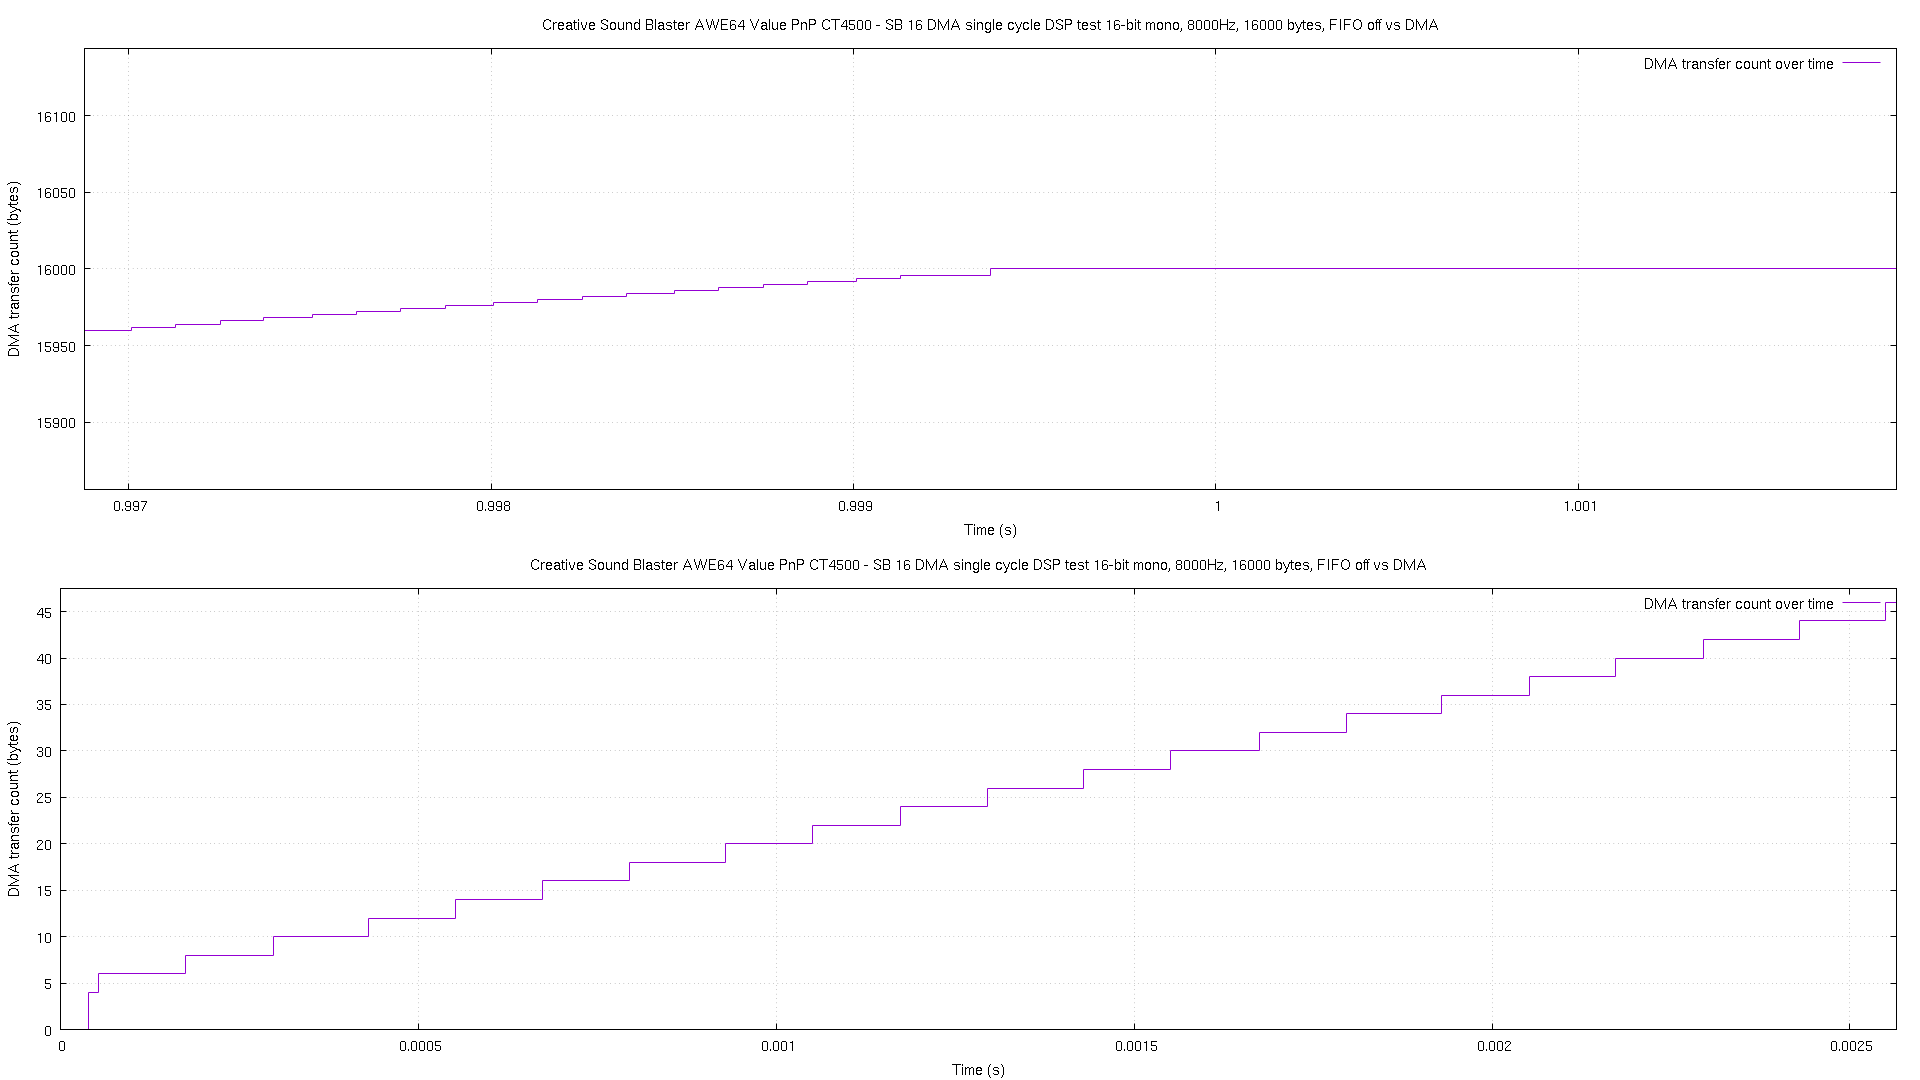 Creative Sound Blaster AWE64 Value PnP CT4500 - SB 16 DMA single cycle DSP test 16-bit mono, 8000Hz, 16000 bytes, FIFO off vs DMA
DMA transfer count over time
16100
16050
16000
15950
15900
DMA transfer count (bytes)
0.997 0.998 0.999 1 1.001
Time (s)
Creative Sound Blaster AWE64 Value PnP CT4500 - SB 16 DMA single cycle DSP test 16-bit mono, 8000Hz, 16000 bytes, FIFO off vs DMA
DMA transfer count over time
45
40
35
30
25
20
15
10
5
0
DMA transfer count (bytes)
0 0.0005 0.001 0.0015 0.002 0.0025
Time (s)